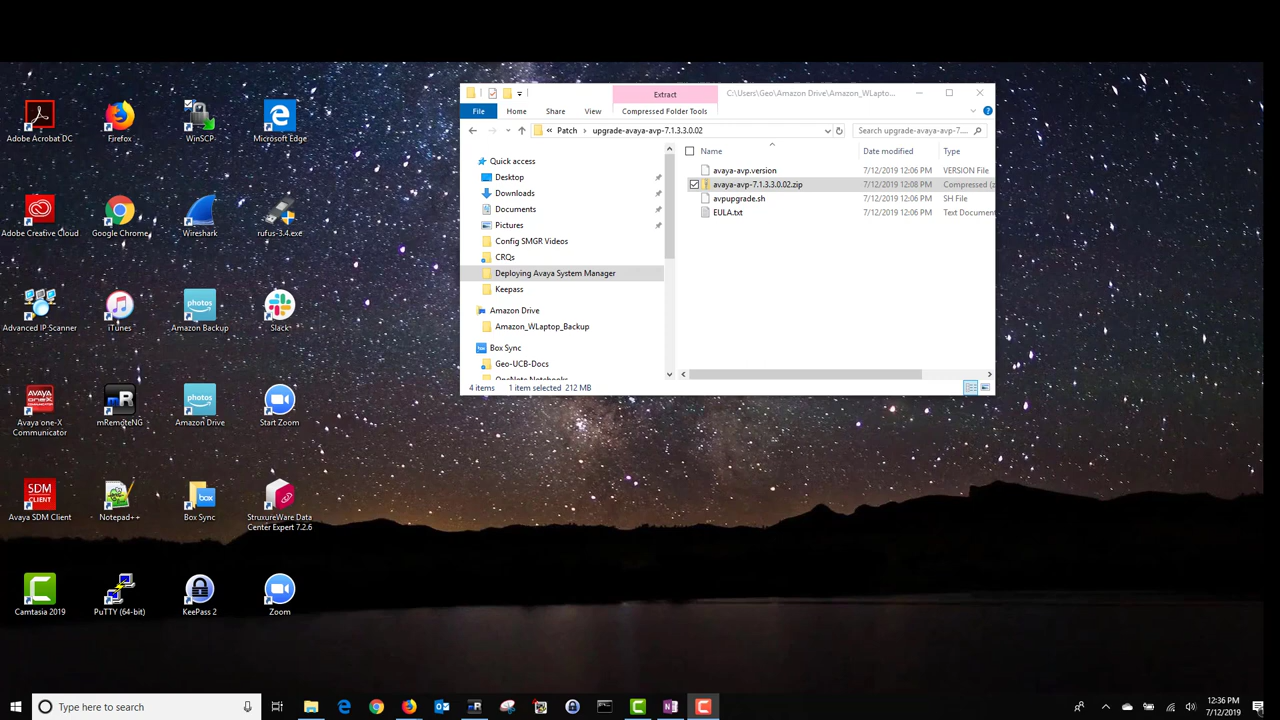 Adobe Acrobat DC
Firefox
WinSCP
Microsoft Edge
Adobe Creative Cloud
Google Chrome
Wireshark
rufus-3.4.exe
Advanced IP Scanner
iTunes
photos
Amazon Backup
Slack
AVAYA
one-X
Avaya one-X
Communicator
mR
mRemoteNG
photos
Amazon Drive
Start Zoom
SDM
CLIENT
Avaya SDM Client
Notepad++
box
Box Sync
StruxureWare Data
Center Expert 7.2.6
Camtasia 2019
PuTTY (64-bit)
KeePass 2
Zoom
Extract
C:\Users\Geo\Amazon Drive\Amazon_WLapto...
File
Home
Share
View
Compressed Folder Tools
« Patch › upgrade-avaya-avp-7.1.3.3.0.02
Search upgrade-avaya-avp-7....
Quick access
Desktop
Downloads
Documents
Pictures
Config SMGR Videos
CRQs
Deploying Avaya System Manager
Keepass
Amazon Drive
Amazon_WLaptop_Backup
box
Box Sync
Geo-UCB-Docs
OneNote Notebooks
Name Date modified Type
avaya-avp.version 7/12/2019 12:06 PM VERSION File
avaya-avp-7.1.3.3.0.02.zip 7/12/2019 12:08 PM Compressed (z
avpupgrade.sh 7/12/2019 12:06 PM SH File
EULA.txt 7/12/2019 12:06 PM Text Document
4 items 1 item selected 212 MB
Type here to search
12:36 PM
7/12/2019